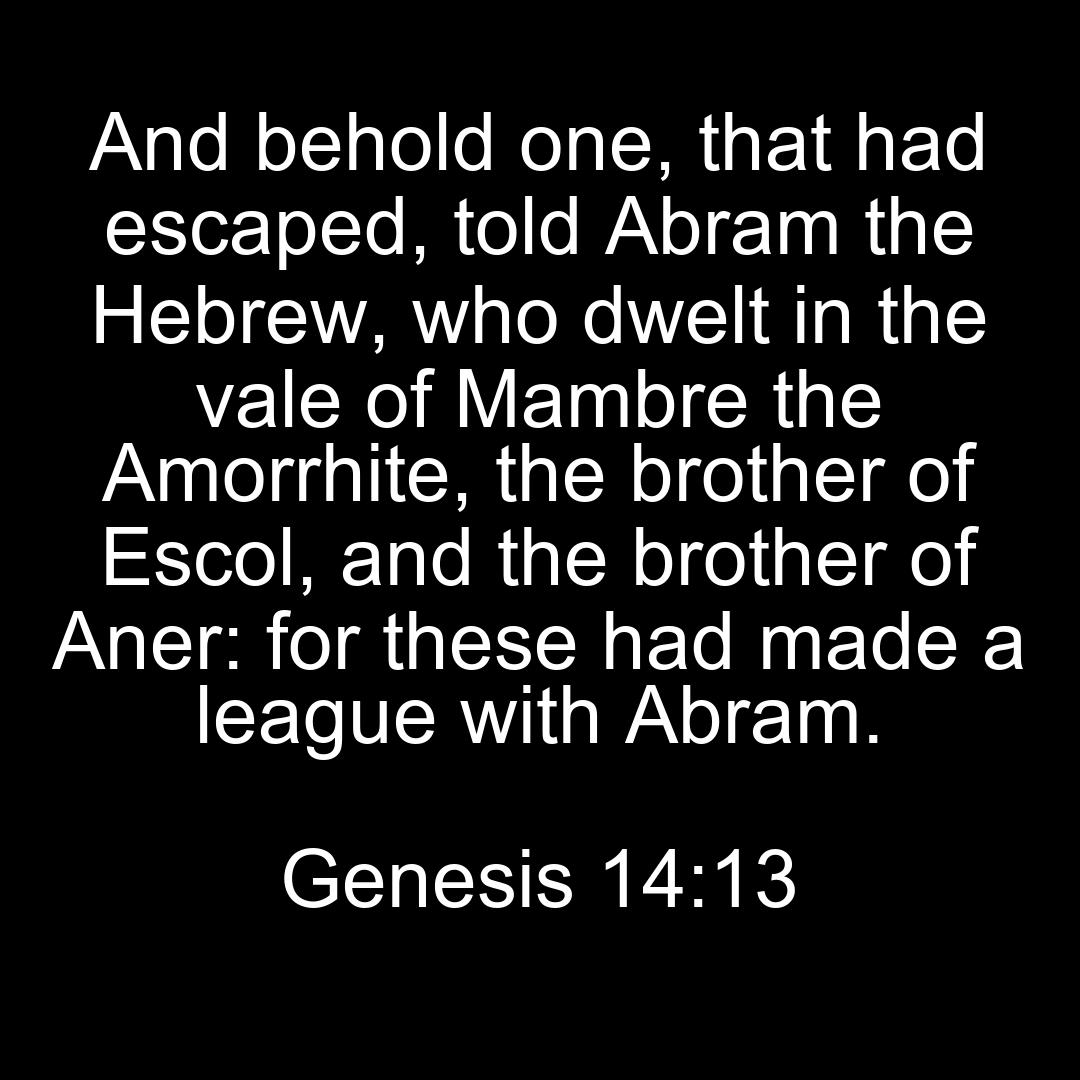 And behold one, that had
escaped, told Abram the
Hebrew, who dwelt in the
vale of Mambre the
Amorrhite, the brother of
Escol, and the brother of
Aner: for these had made a
league with Abram.
Genesis 14:13